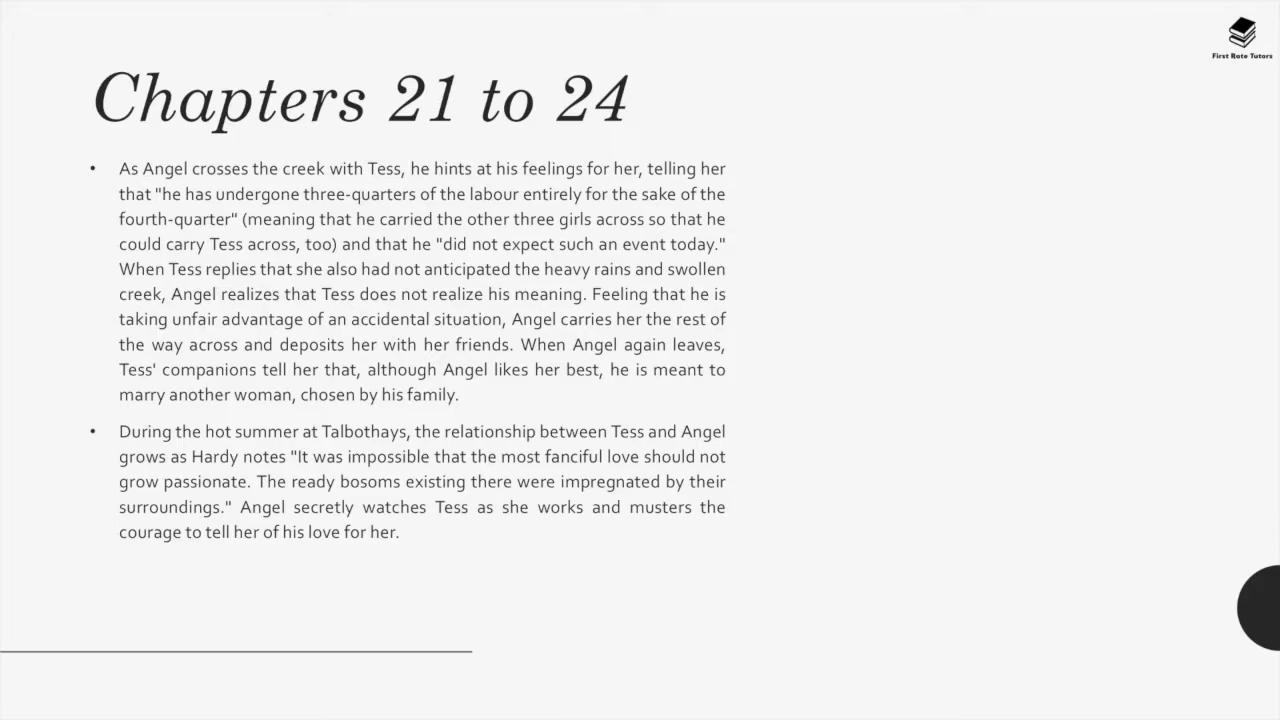 First Rate Tutors
Chapters 21 to 24
• As Angel crosses the creek with Tess, he hints at his feelings for her, telling her
that "he has undergone three-quarters of the labour entirely for the sake of the
fourth-quarter" (meaning that he carried the other three girls across so that he
could carry Tess across, too) and that he "did not expect such an event today."
When Tess replies that she also had not anticipated the heavy rains and swollen
creek, Angel realizes that Tess does not realize his meaning. Feeling that he is
taking unfair advantage of an accidental situation, Angel carries her the rest of
the way across and deposits her with her friends. When Angel again leaves,
Tess' companions tell her that, although Angel likes her best, he is meant to
marry another woman, chosen by his family.
• During the hot summer at Talbothays, the relationship between Tess and Angel
grows as Hardy notes "It was impossible that the most fanciful love should not
grow passionate. The ready bosoms existing there were impregnated by their
surroundings." Angel secretly watches Tess as she works and musters the
courage to tell her of his love for her.